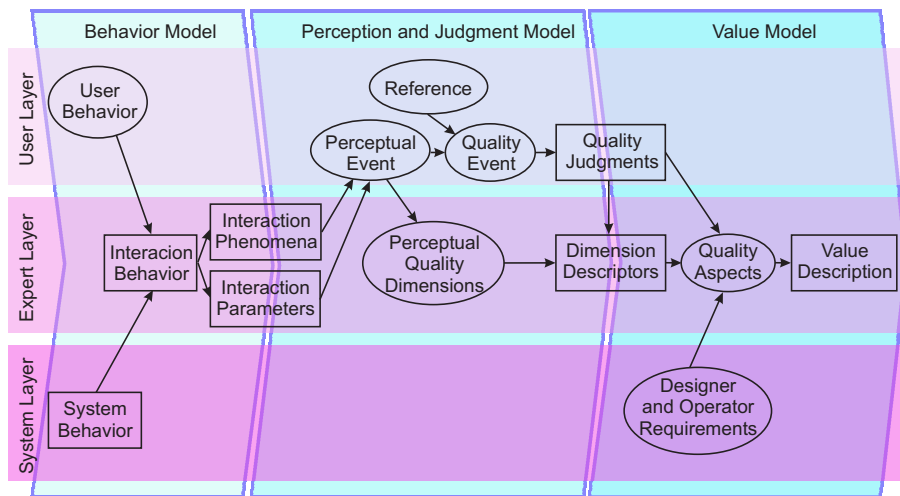 Behavior Model
Perception and Judgment Model
Value Model
User Layer
User
Behavior
Reference
Perceptual
Event
Quality
Event
Quality
Judgments
Expert Layer
Interacion
Behavior
Interaction
Phenomena
Interaction
Parameters
Perceptual
Quality
Dimensions
Dimension
Descriptors
Quality
Aspects
Value
Description
System Layer
System
Behavior
Designer
and Operator
Requirements